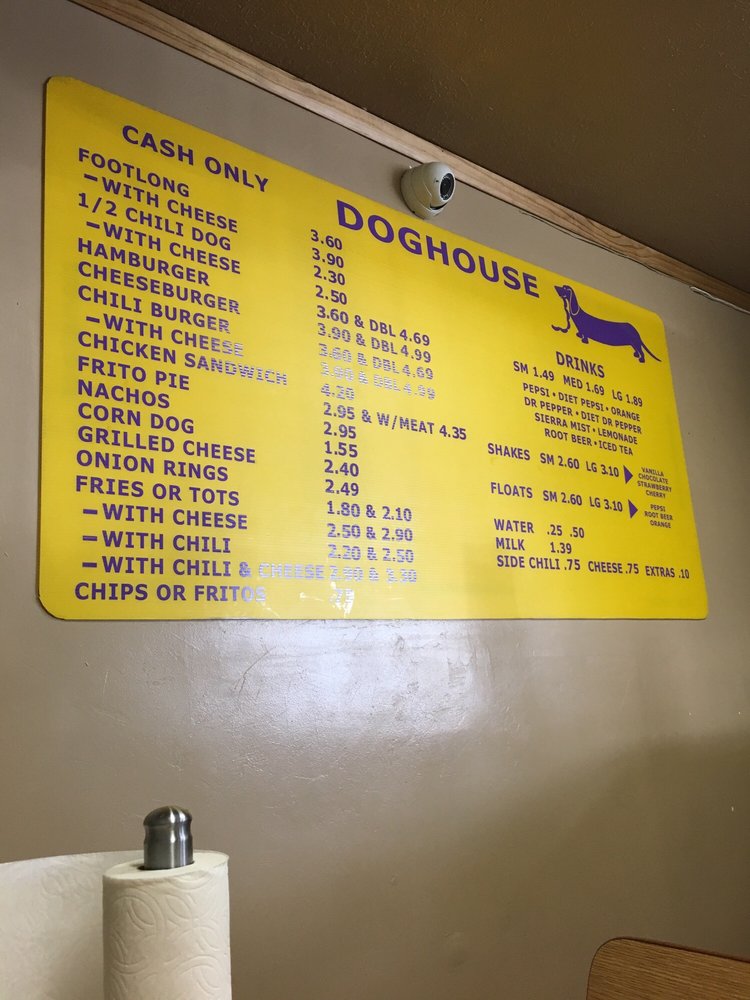 CASH ONLY
DOGHOUSE
FOOTLONG 3.60
–WITH CHEESE 3.90
1/2 CHILI DOG 2.30
–WITH CHEESE 2.50
HAMBURGER 3.60 & DBL 4.69
CHEESEBURGER 3.90 & DBL 4.99
CHILI BURGER 3.60 & DBL 4.69
–WITH CHEESE 3.90 & DBL 4.99
CHICKEN SANDWICH 4.20
FRITO PIE 2.95 & W/MEAT 4.35
NACHOS 2.95
CORN DOG 1.55
GRILLED CHEESE 2.40
ONION RINGS 2.49
FRIES OR TOTS 1.80 & 2.10
–WITH CHEESE 2.50 & 2.90
–WITH CHILI 2.20 & 2.50
–WITH CHILI & CHEESE
CHIPS OR FRITOS
DRINKS
SM 1.49 MED 1.69 LG 1.89
PEPSI • DIET PEPSI • ORANGE
DR PEPPER • DIET DR PEPPER
SIERRA MIST • LEMONADE
ROOT BEER • ICED TEA
SHAKES SM 2.60 LG 3.10
VANILLA
CHOCOLATE
STRAWBERRY
CHERRY
FLOATS SM 2.60 LG 3.10
PEPSI
ROOT BEER
ORANGE
WATER .25 .50
MILK 1.39
SIDE CHILI .75 CHEESE .75 EXTRAS .10